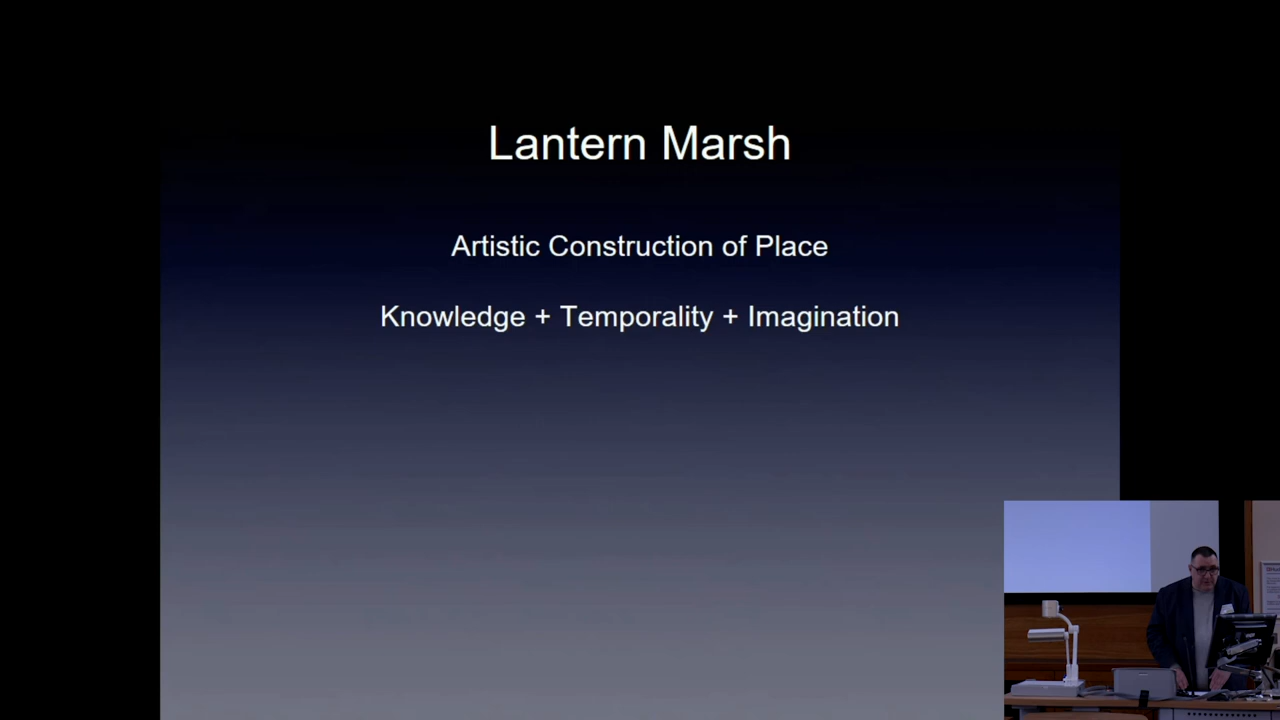 Lantern Marsh
Artistic Construction of Place
Knowledge + Temporality + Imagination